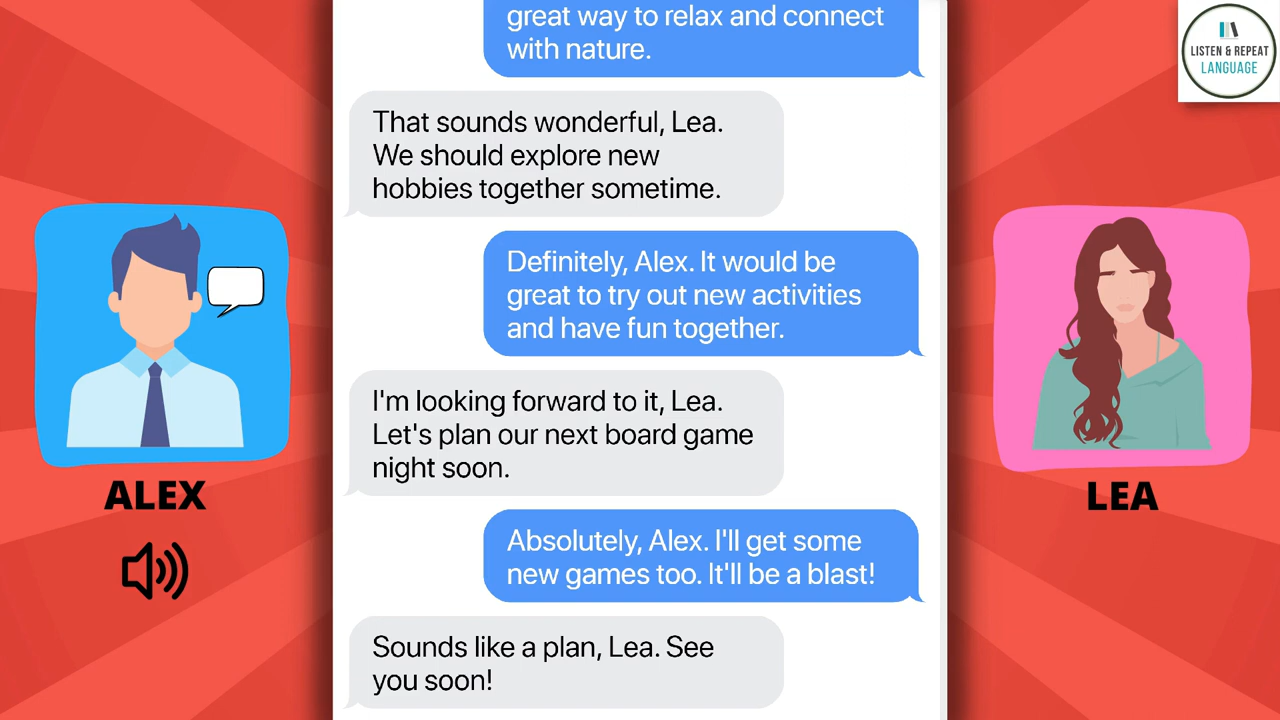 great way to relax and connect
with nature.
That sounds wonderful, Lea.
We should explore new
hobbies together sometime.
Definitely, Alex. It would be
great to try out new activities
and have fun together.
I'm looking forward to it, Lea.
Let's plan our next board game
night soon.
Absolutely, Alex. I'll get some
new games too. It'll be a blast!
Sounds like a plan, Lea. See
you soon!
ALEX
LEA
LISTEN & REPEAT
LANGUAGE